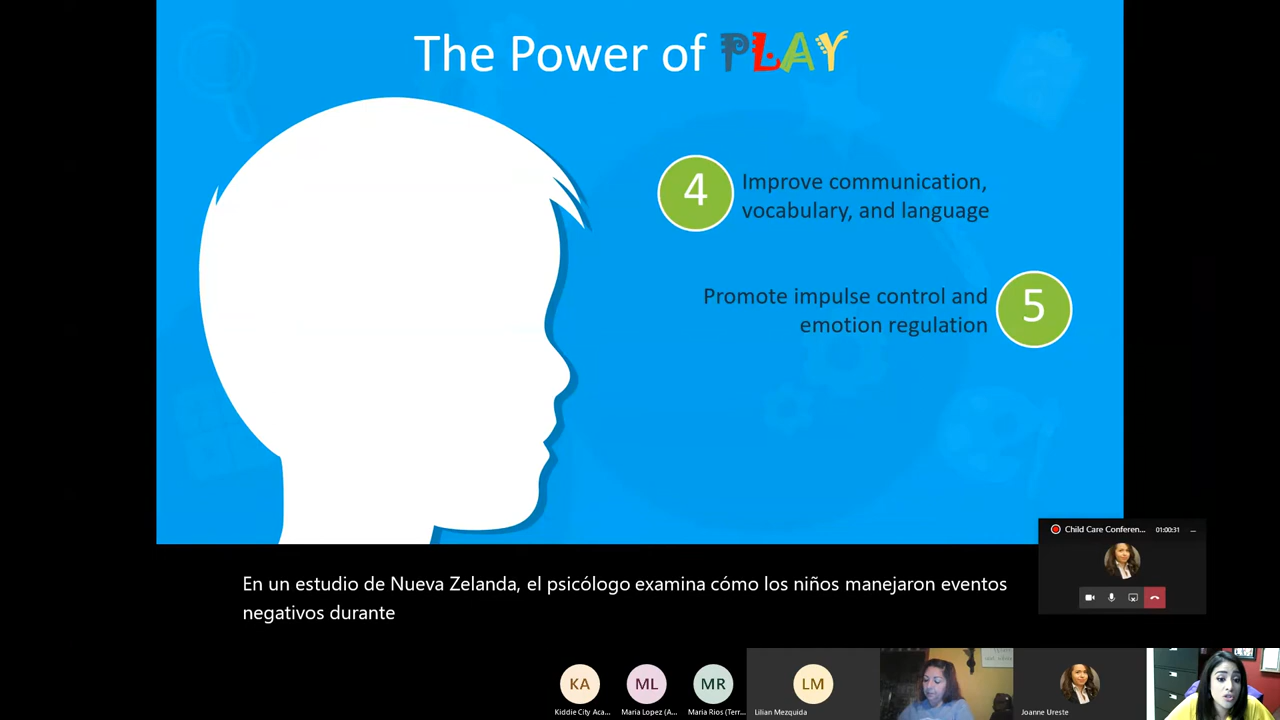 The Power of PLAY
4
Improve communication,
vocabulary, and language
Promote impulse control and
emotion regulation
5
Child Care Conferen...
01:00:31
En un estudio de Nueva Zelanda, el psicólogo examina cómo los niños manejaron eventos
negativos durante
KA
ML
MR
LM
Kiddie City Aca...
Maria Lopez (A...
Maria Rios (Terr...
Lilian Mezquida
Joanne Ureste